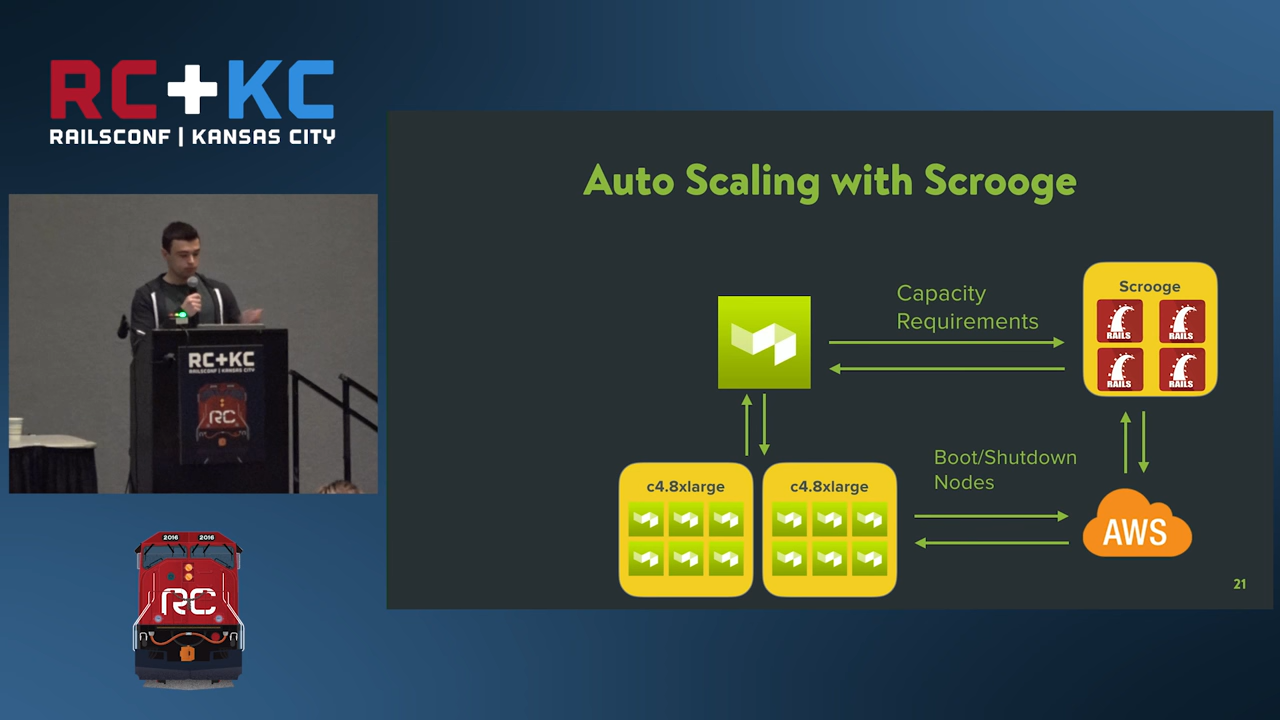 RC+KC
RAILSCONF | KANSAS CITY
Auto Scaling with Scrooge
Capacity
Requirements
Scrooge
RAILS
RAILS
RAILS
RAILS
c4.8xlarge
c4.8xlarge
Boot/Shutdown
Nodes
AWS
21
RC+KC
RAILSCONF | KANSAS CITY
RC
2016
2016
RC